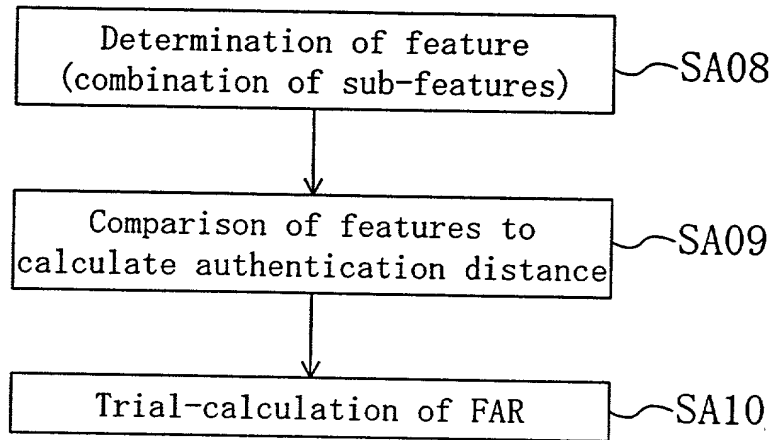 Determination of feature
(combination of sub-features)
SA08
Comparison of features to
calculate authentication distance
SA09
Trial-calculation of FAR
SA10